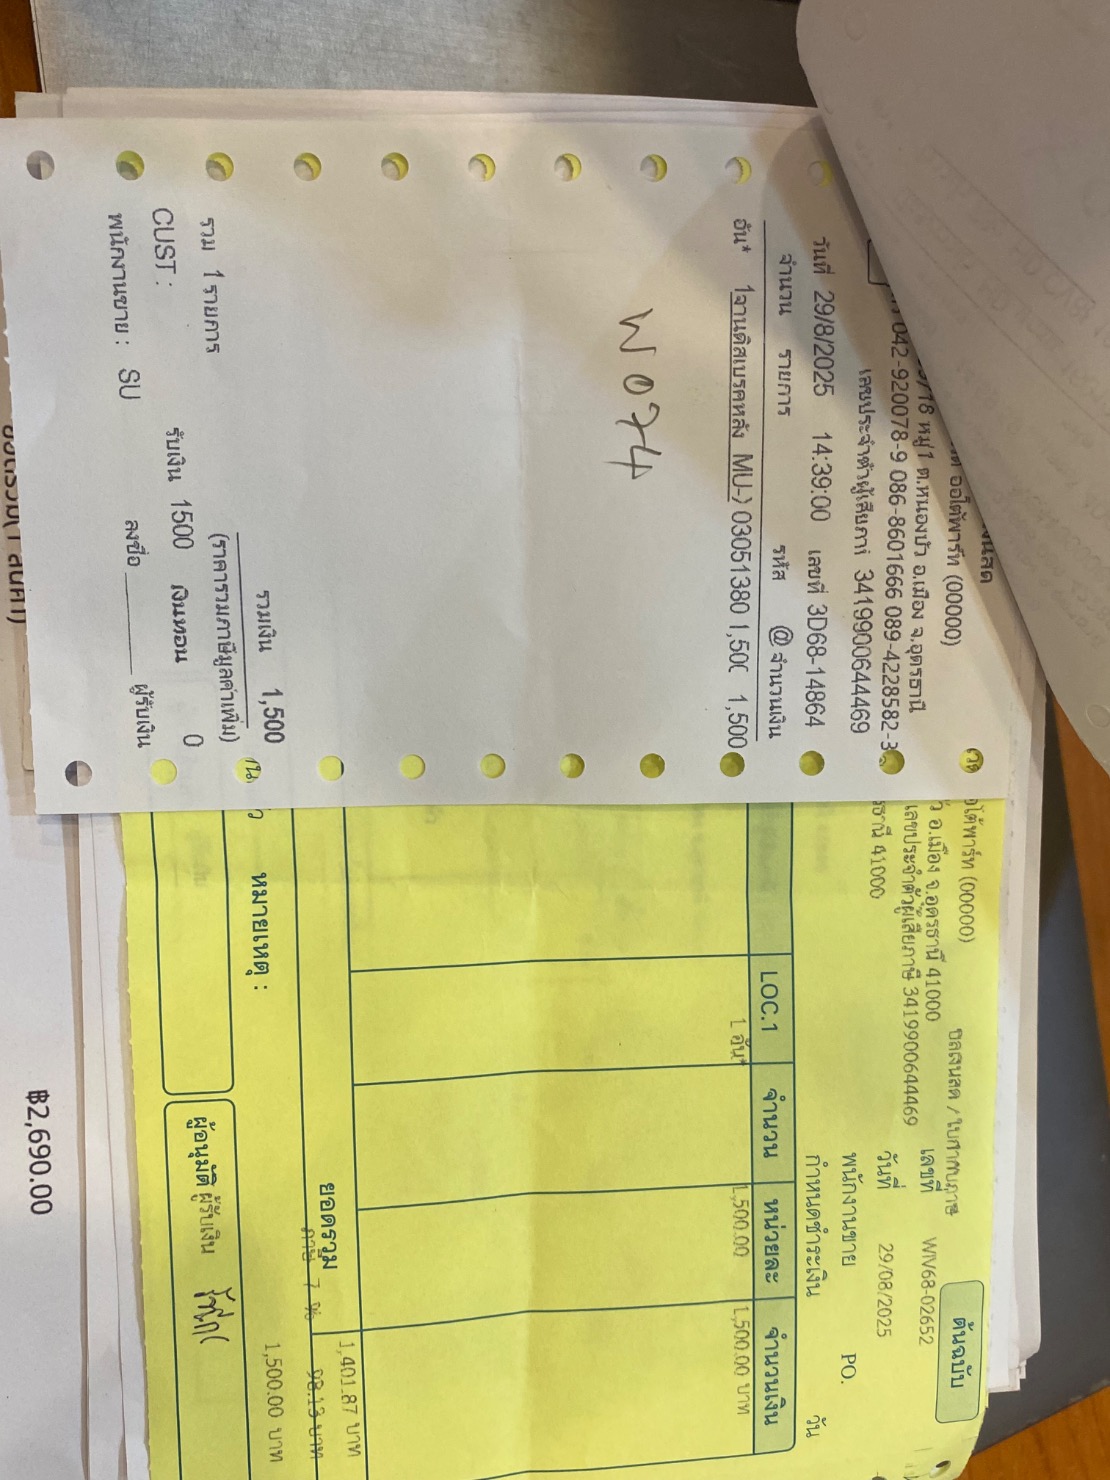 ออโต้พาร์ท (00000)
/18 หมู่ 1 ต.หนองบัว อ.เมือง จ.อุดรธานี
042-920078-9 086-8601666 089-4228582-3
เลขประจำตัวผู้เสียภาษี 3419900644469
วันที่ 29/8/2025 14:39:00 เลขที่ 3D68-14864
จำนวน รายการ รหัส @ จำนวนเงิน
อัน* 1จานดิสเบรคหลัง MU-) 03051380 1,50( 1,500
W074
รวมเงิน 1,500
รวม 1 รายการ (ราคารวมภาษีมูลค่าเพิ่ม)
CUST : รับเงิน 1500 เงินทอน 0
พนักงานขาย : SU ลงชื่อ ผู้รับเงิน
ต้นฉบับ
อโต้พาร์ท (00000) บิลเงินสด / ใบกำกับภาษี
ว อ.เมือง จ.อุดรธานี 41000 เลขที่ WIV68-02652
เลขประจำตัวผู้เสียภาษี 3419900644469 วันที่ 29/08/2025
ธานี 41000
พนักงานขาย PO.
กำหนดชำระเงิน วัน
LOC.1 จำนวน หน่วยละ จำนวนเงิน
1 อัน* 1,500.00 1,500.00 บาท
ยอดรวม 1,401.87 บาท
ภาษี 7 % 98.13 บาท
หมายเหตุ : 1,500.00 บาท
ผู้อนุมัติ ผู้รับเงิน
฿2,690.00